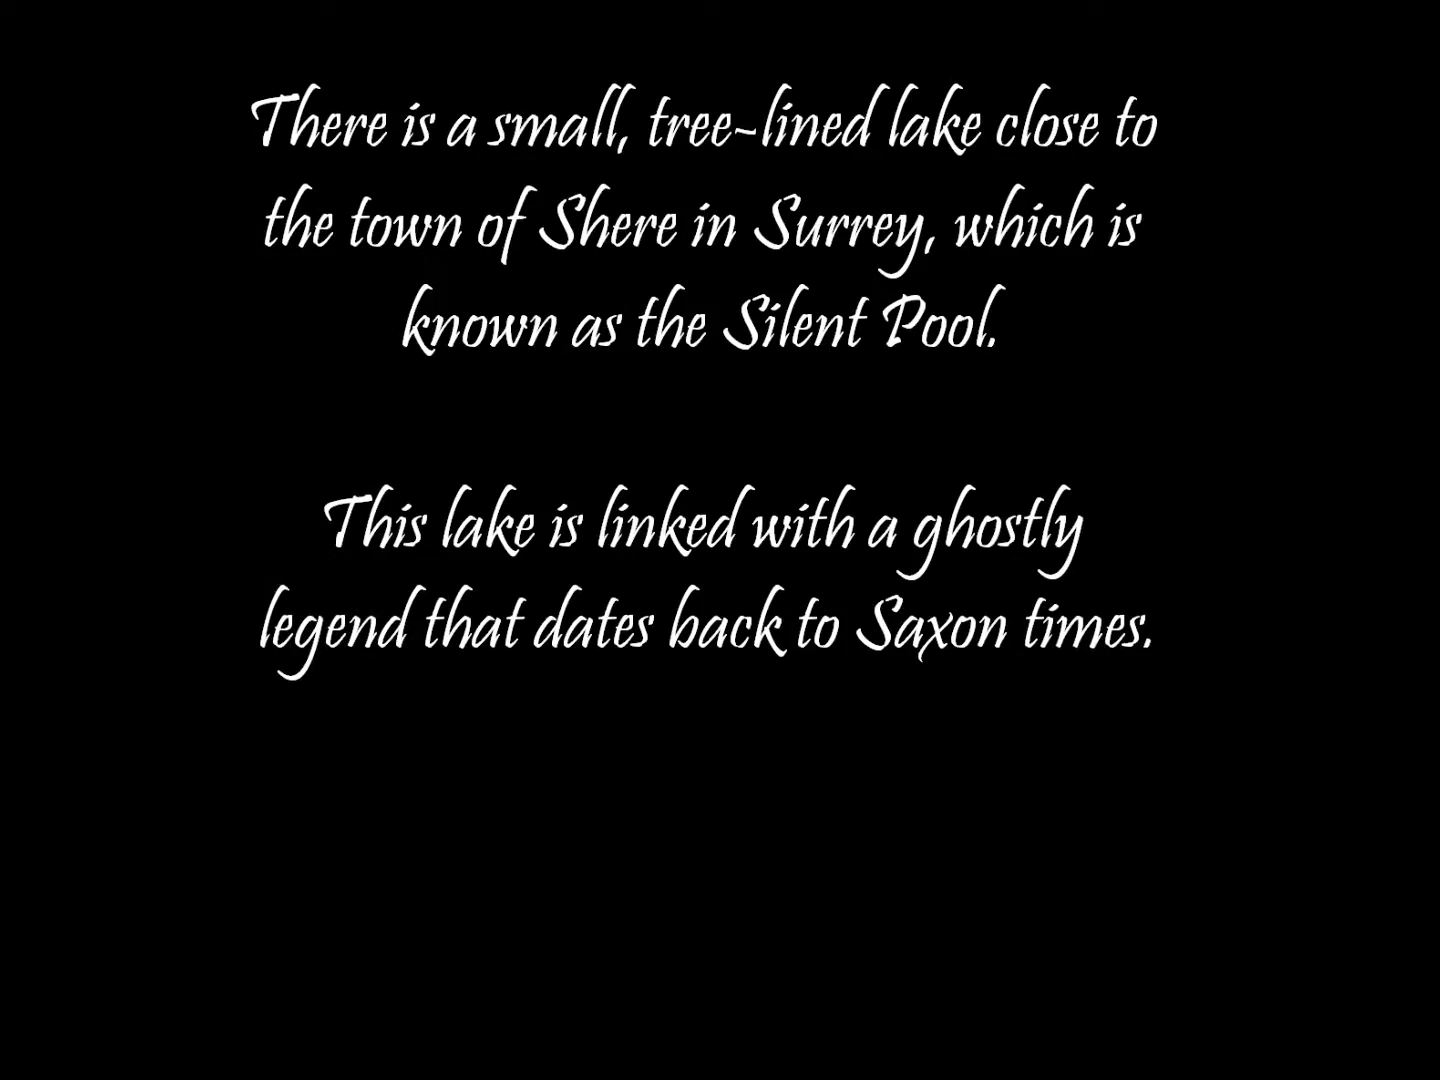 There is a small, tree-lined lake close to
the town of Shere in Surrey, which is
known as the Silent Pool.
This lake is linked with a ghostly
legend that dates back to Saxon times.